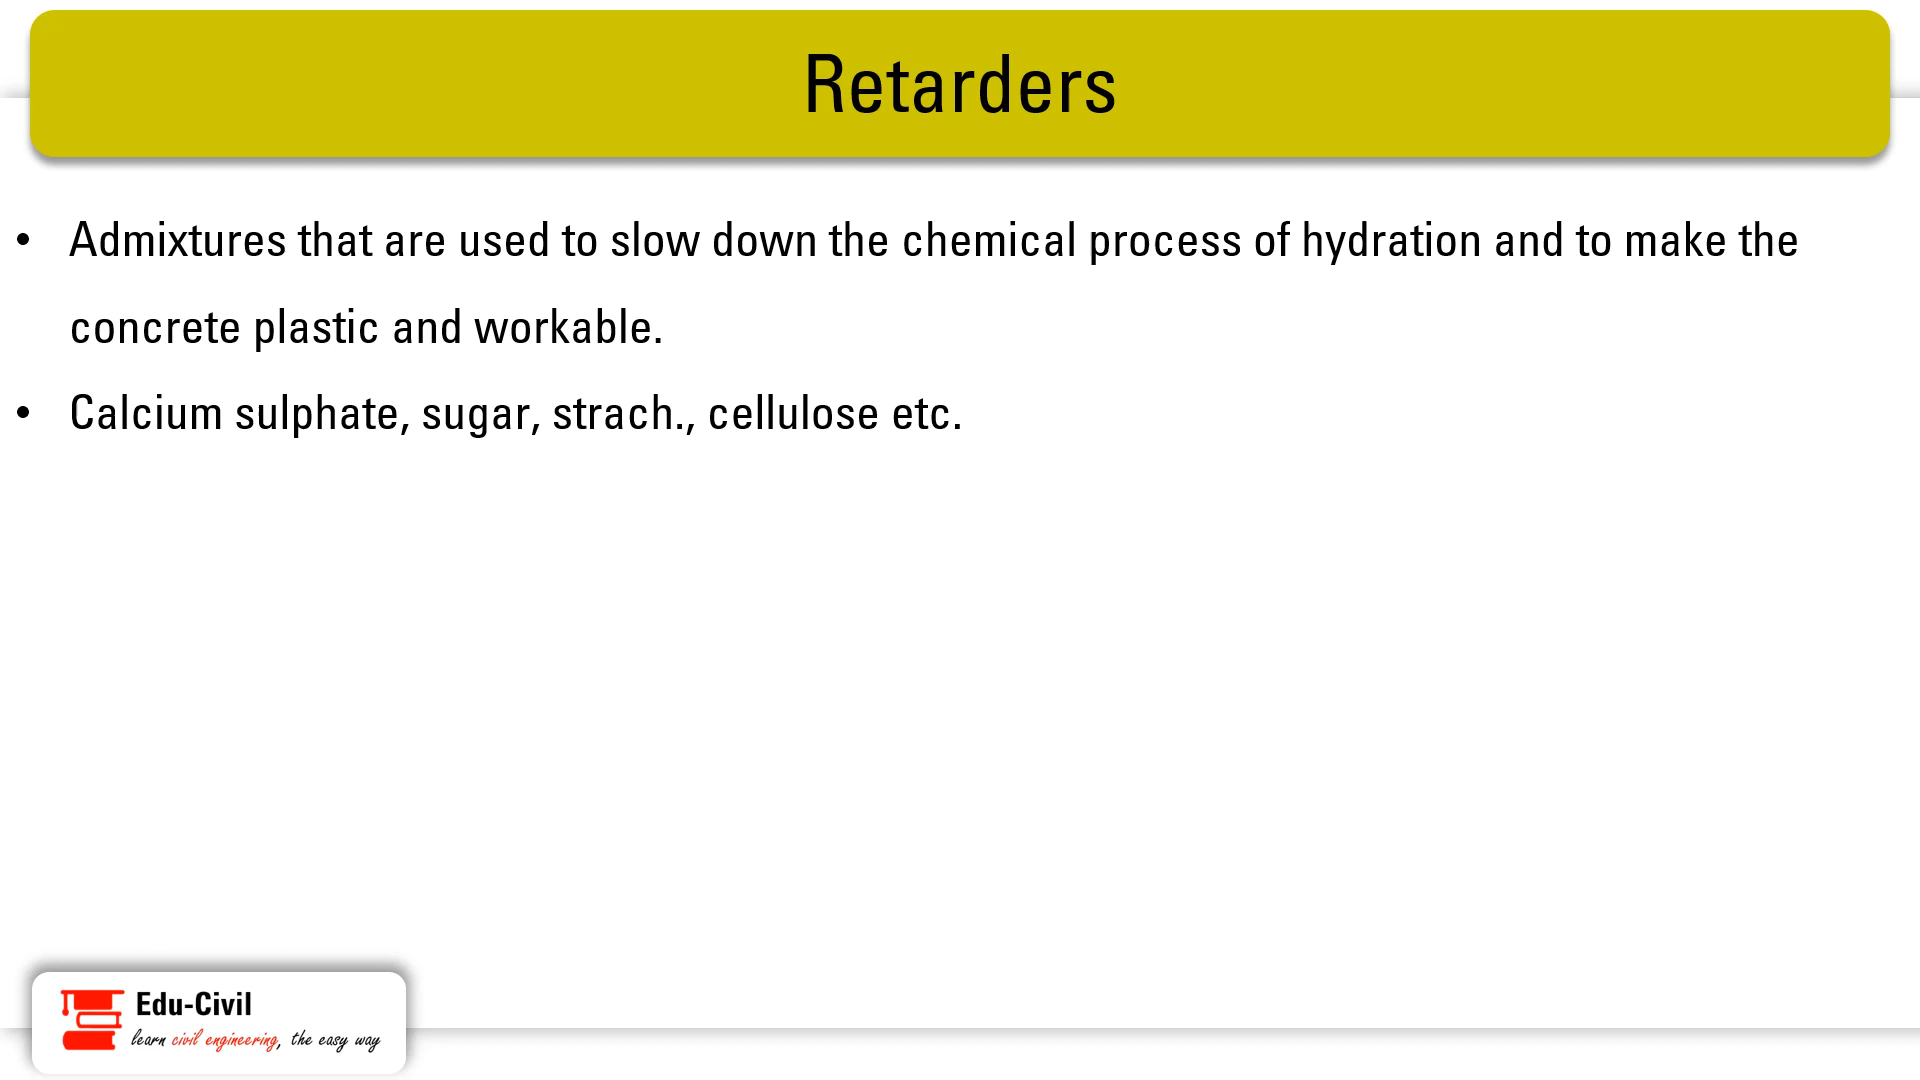 Retarders
• Admixtures that are used to slow down the chemical process of hydration and to make the
concrete plastic and workable.
• Calcium sulphate, sugar, strach., cellulose etc.
Edu-Civil
learn civil engineering, the easy way